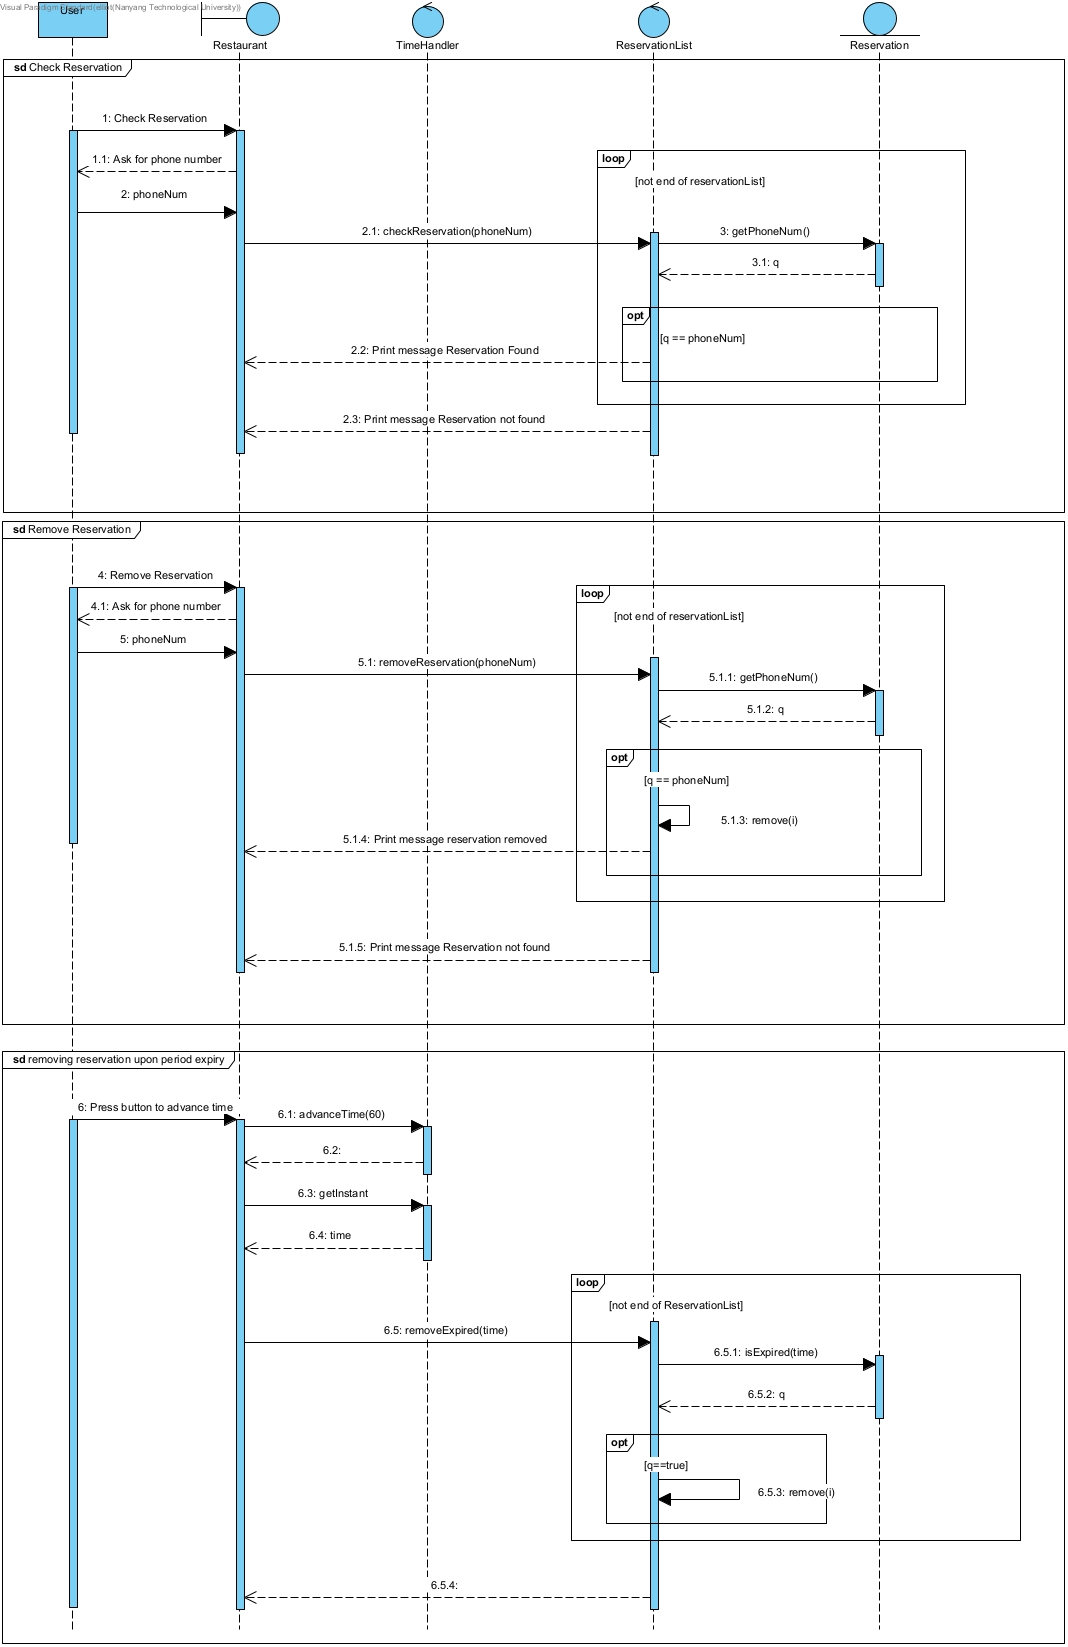 Visual Paradigm Standard(elliot(Nanyang Technological University))
User
Restaurant
TimeHandler
ReservationList
Reservation
sd Check Reservation
1: Check Reservation
loop
1.1: Ask for phone number
[not end of reservationList]
2: phoneNum
2.1: checkReservation(phoneNum)
3: getPhoneNum()
3.1: q
opt
[q == phoneNum]
2.2: Print message Reservation Found
2.3: Print message Reservation not found
sd Remove Reservation
4: Remove Reservation
loop
4.1: Ask for phone number
[not end of reservationList]
5: phoneNum
5.1: removeReservation(phoneNum)
5.1.1: getPhoneNum()
5.1.2: q
opt
[q == phoneNum]
5.1.3: remove(i)
5.1.4: Print message reservation removed
5.1.5: Print message Reservation not found
sd removing reservation upon period expiry
6: Press button to advance time
6.1: advanceTime(60)
6.2:
6.3: getInstant
6.4: time
loop
[not end of ReservationList]
6.5: removeExpired(time)
6.5.1: isExpired(time)
6.5.2: q
opt
[q==true]
6.5.3: remove(i)
6.5.4: